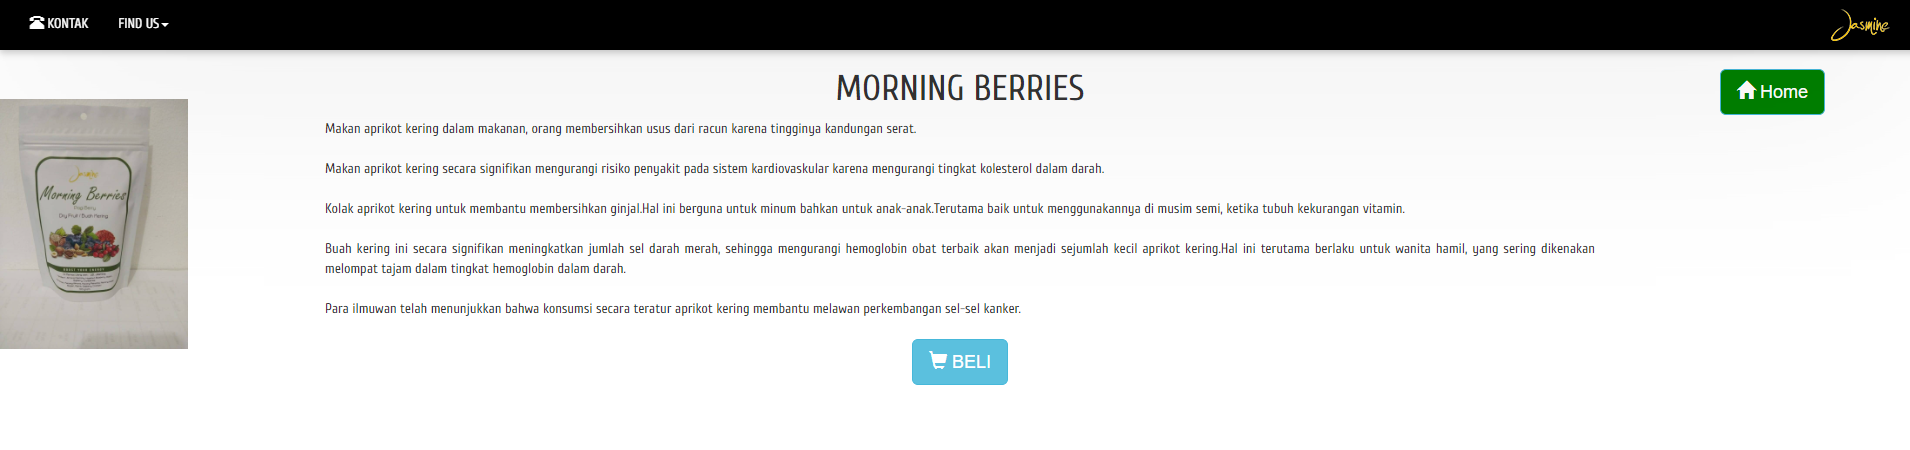 KONTAK
FIND US
Jasmine
MORNING BERRIES
Home
Makan aprikot kering dalam makanan, orang membersihkan usus dari racun karena tingginya kandungan serat.
Makan aprikot kering secara signifikan mengurangi risiko penyakit pada sistem kardiovaskular karena mengurangi tingkat kolesterol dalam darah.
Kolak aprikot kering untuk membantu membersihkan ginjal.Hal ini berguna untuk minum bahkan untuk anak-anak.Terutama baik untuk menggunakannya di musim semi, ketika tubuh kekurangan vitamin.
Buah kering ini secara signifikan meningkatkan jumlah sel darah merah, sehingga mengurangi hemoglobin obat terbaik akan menjadi sejumlah kecil aprikot kering.Hal ini terutama berlaku untuk wanita hamil, yang sering dikenakan
melompat tajam dalam tingkat hemoglobin dalam darah.
Para ilmuwan telah menunjukkan bahwa konsumsi secara teratur aprikot kering membantu melawan perkembangan sel-sel kanker.
BELI
Jasmine
Morning Berries